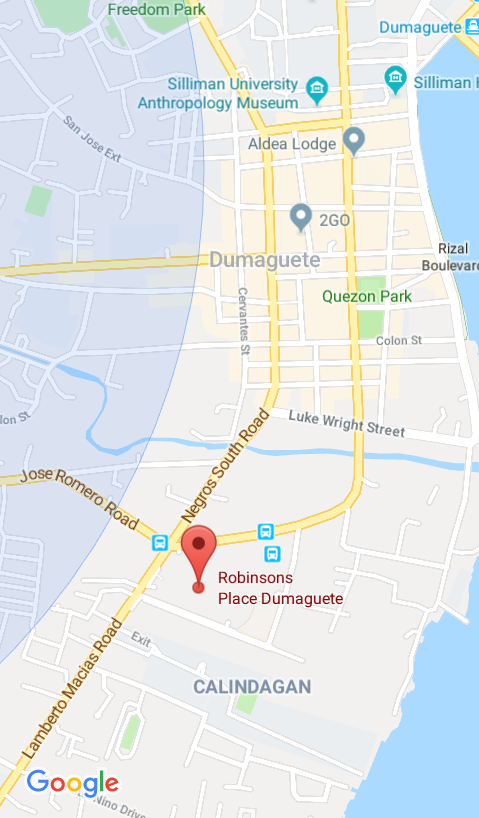 Freedom Park
Dumaguete
Silliman University
Anthropology Museum
Silliman H
San Jose Ext
Aldea Lodge
2GO
Rizal
Boulevard
Dumaguete
Quezon Park
Cervantes St
Colon St
olon St
Luke Wright Street
Negros South Road
Jose Romero Road
Robinsons
Place Dumaguete
Exit
Lamberto Macias Road
CALINDAGAN
Google
Nino Drive